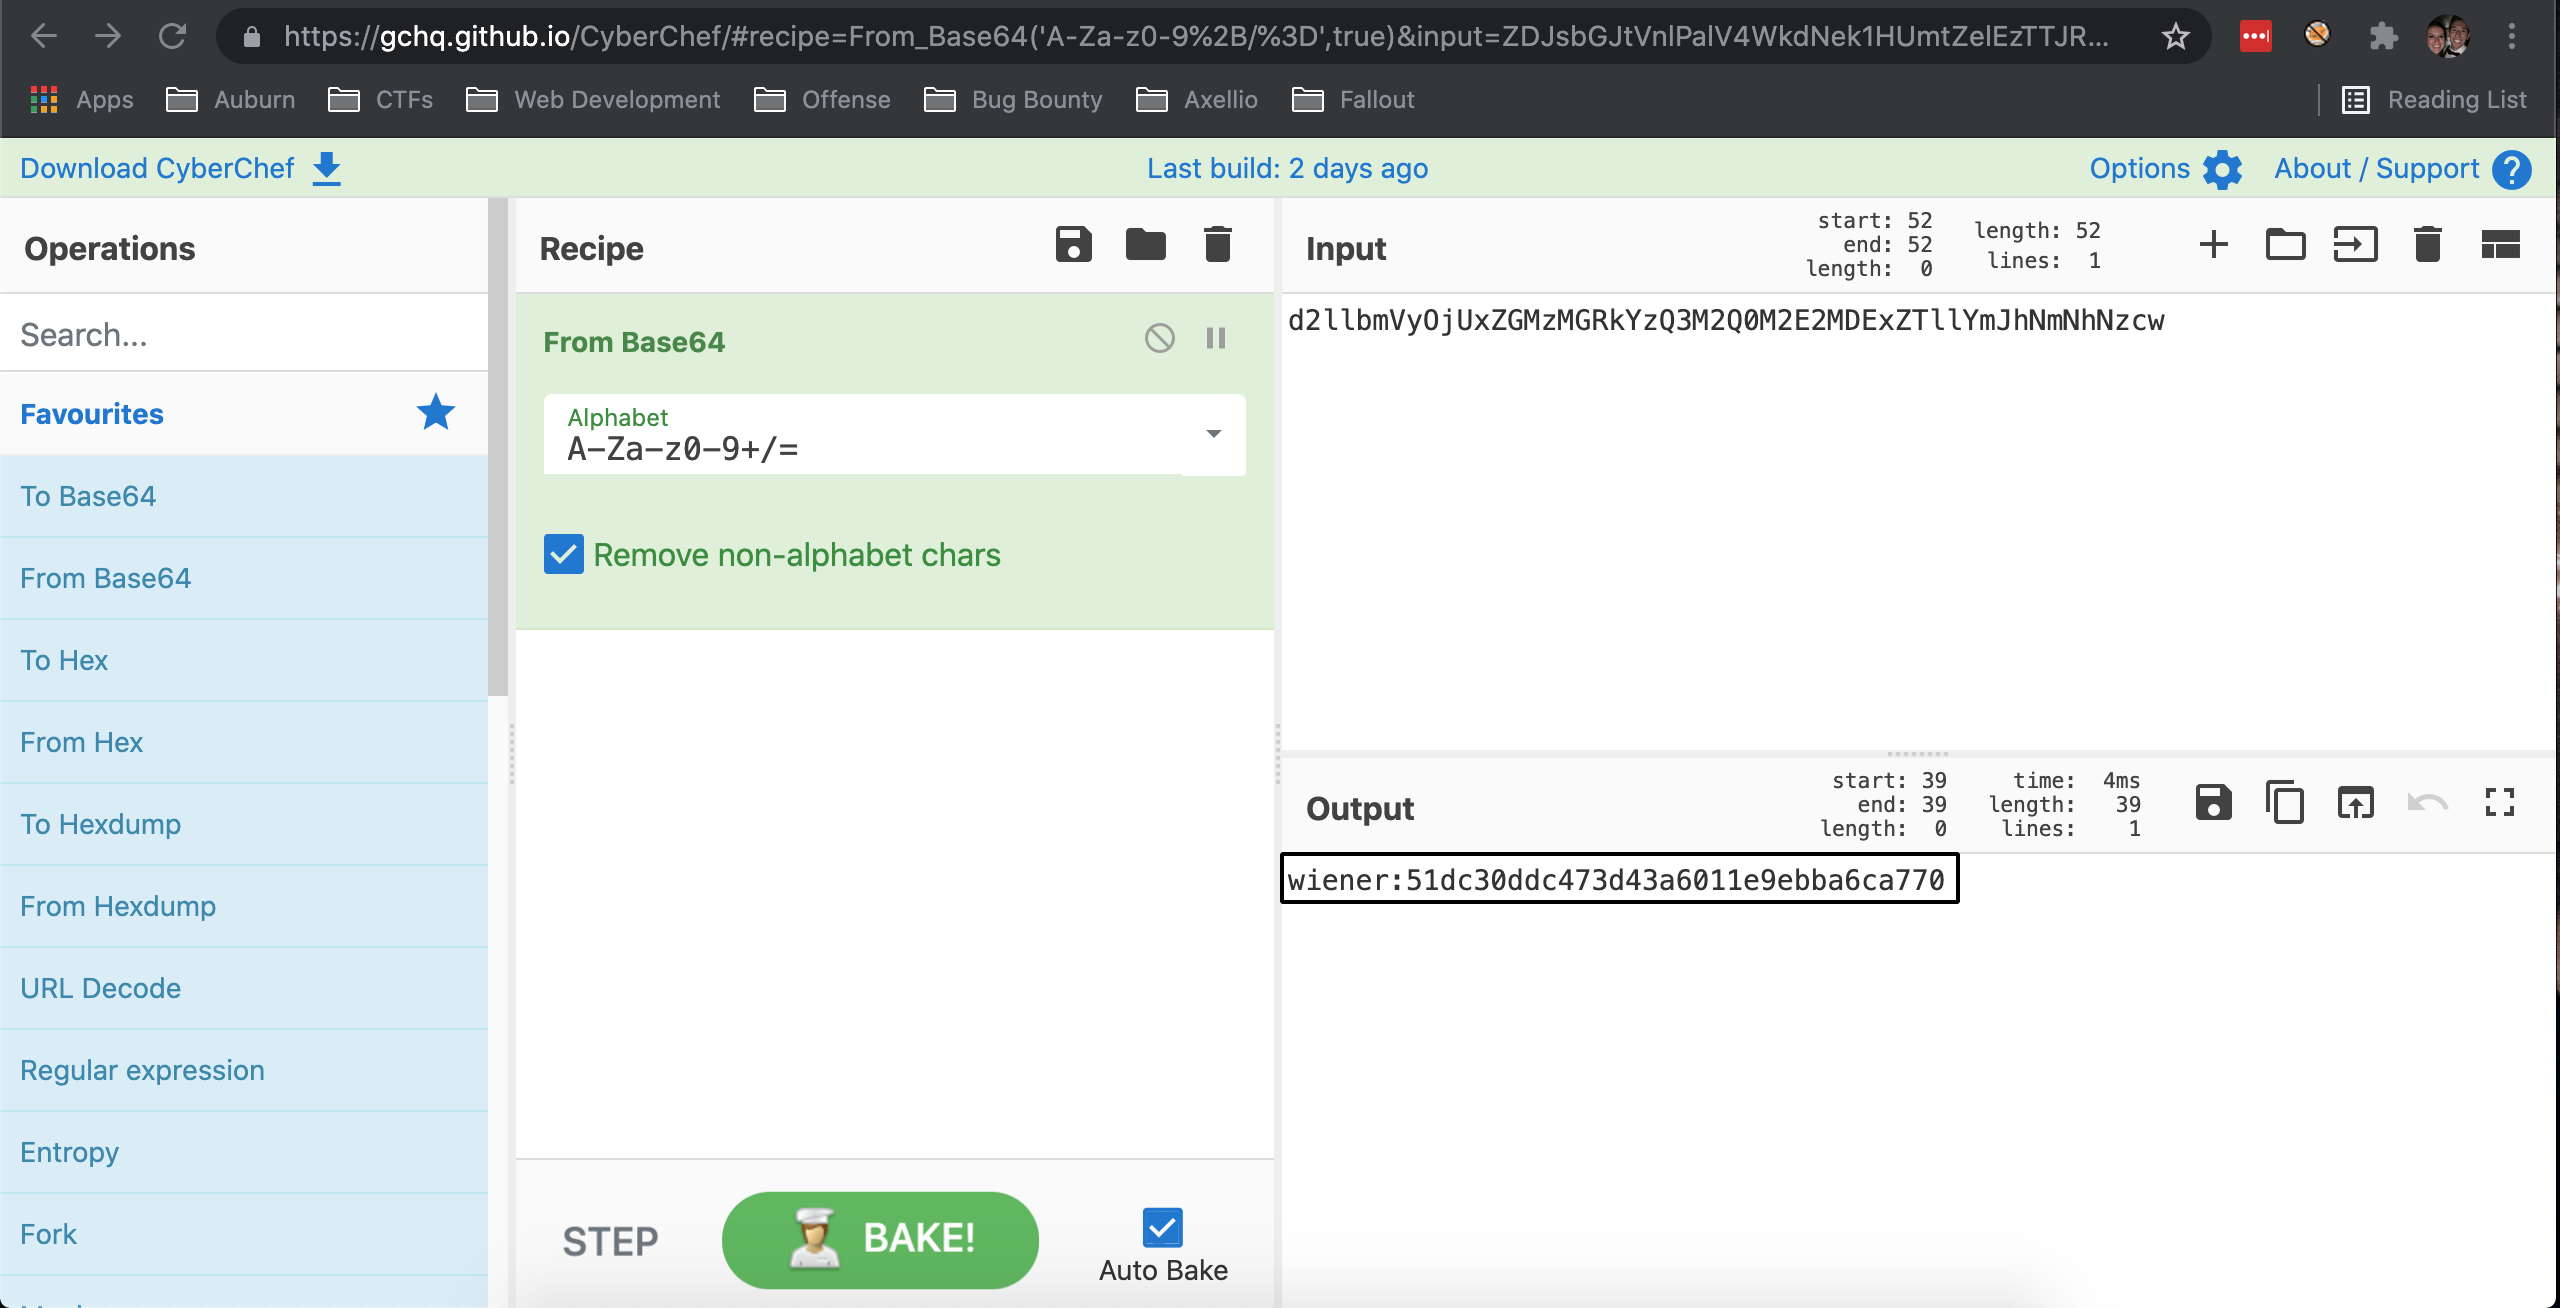 https://gchq.github.io/CyberChef/#recipe=From_Base64('A-Za-z0-9%2B/%3D',true)&input=ZDJsbGJtVnlPalV4WkdNek1HUmtZelEzTTJR...
Apps Auburn CTFs Web Development Offense Bug Bounty Axellio Fallout Reading List
Download CyberChef Last build: 2 days ago Options About / Support ?
Operations
Search...
Favourites
To Base64
From Base64
To Hex
From Hex
To Hexdump
From Hexdump
URL Decode
Regular expression
Entropy
Fork
Recipe
From Base64
Alphabet
A-Za-z0-9+/=
Remove non-alphabet chars
STEP
BAKE!
Auto Bake
Input
start: 52
end: 52
length: 0
length: 52
lines: 1
d2llbmVyOjUxZGMzMGRkYzQ3M2Q0M2E2MDExZTllYmJhNmNhNzcw
Output
start: 39
end: 39
length: 0
time: 4ms
length: 39
lines: 1
wiener:51dc30ddc473d43a6011e9ebba6ca770